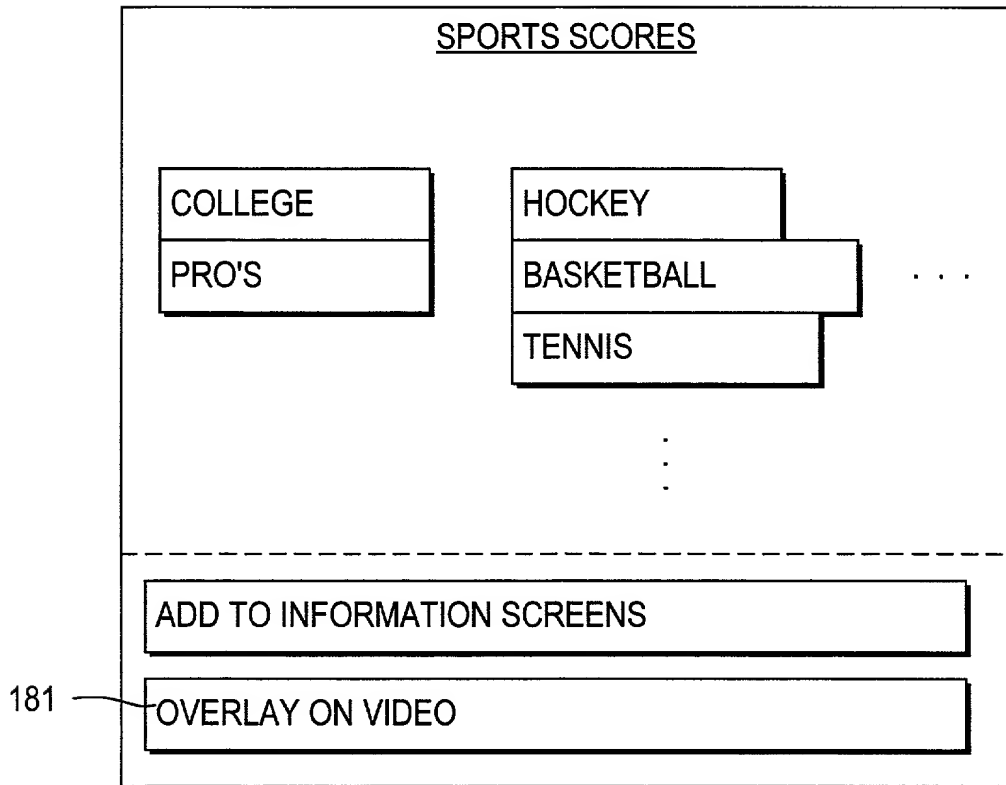 SPORTS SCORES
COLLEGE
PRO'S
HOCKEY
BASKETBALL
TENNIS
. . .
.
.
.
ADD TO INFORMATION SCREENS
181
OVERLAY ON VIDEO